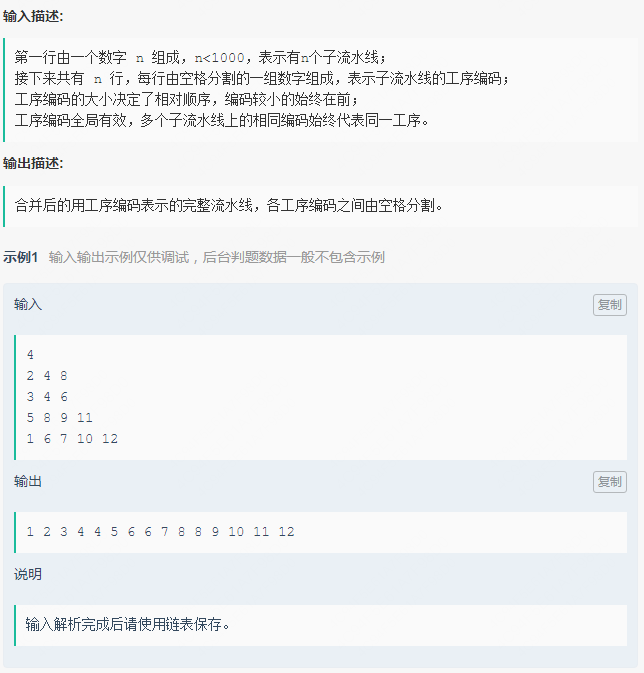 输入描述:
第一行由一个数字 n 组成，n<1000，表示有n个子流水线；
接下来共有 n 行，每行由空格分割的一组数字组成，表示子流水线的工序编码；
工序编码的大小决定了相对顺序，编码较小的始终在前；
工序编码全局有效，多个子流水线上的相同编码始终代表同一工序。
输出描述:
合并后的用工序编码表示的完整流水线，各工序编码之间由空格分割。
示例1 输入输出示例仅供调试，后台判题数据一般不包含示例
输入 复制
4
2 4 8
3 4 6
5 8 9 11
1 6 7 10 12
输出 复制
1 2 3 4 4 5 6 6 7 8 8 9 10 11 12
说明
输入解析完成后请使用链表保存。